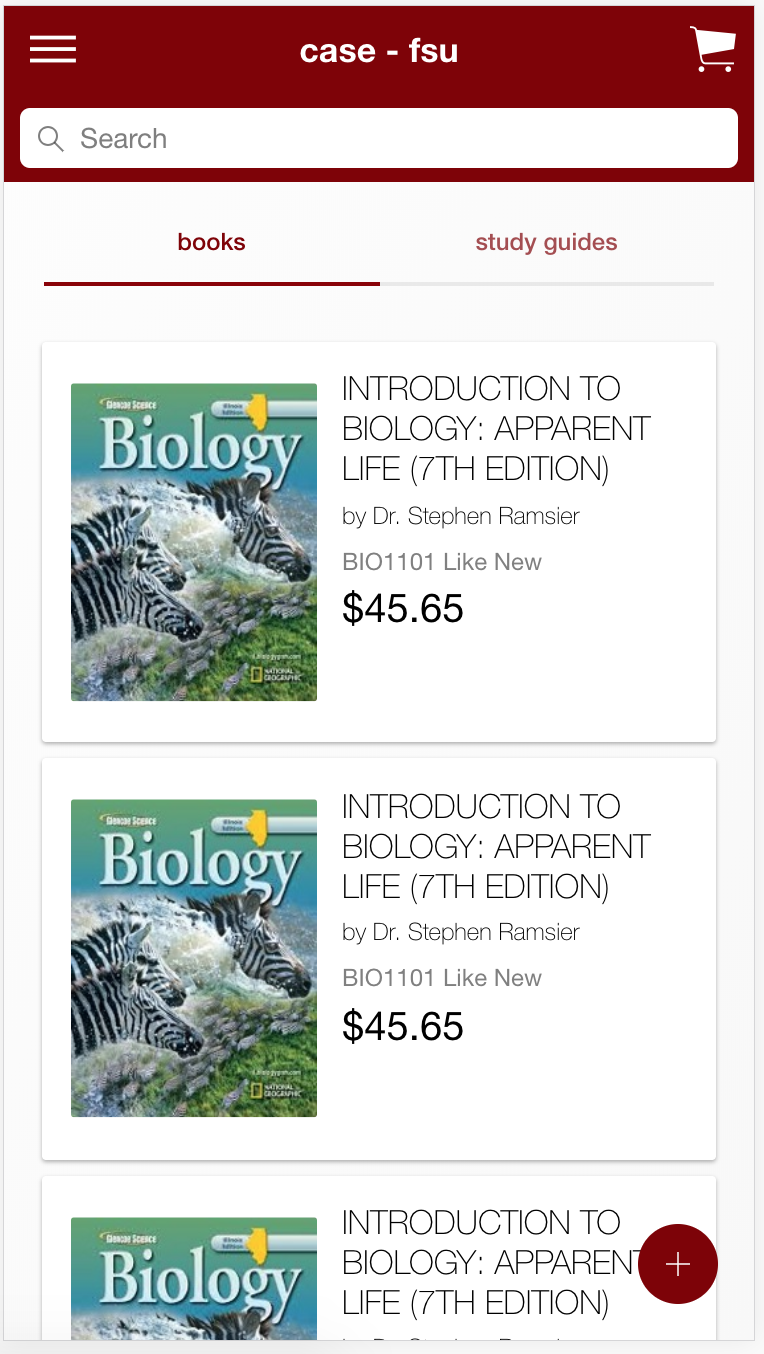 case - fsu
Search
books
study guides
Glencoe Science
Illinois
Edition
Biology
NATIONAL
GEOGRAPHIC
INTRODUCTION TO
BIOLOGY: APPARENT
LIFE (7TH EDITION)
by Dr. Stephen Ramsier
BIO1101 Like New
$45.65
Glencoe Science
Illinois
Edition
Biology
NATIONAL
GEOGRAPHIC
INTRODUCTION TO
BIOLOGY: APPARENT
LIFE (7TH EDITION)
by Dr. Stephen Ramsier
BIO1101 Like New
$45.65
Glencoe Science
Illinois
Edition
Biology
INTRODUCTION TO
BIOLOGY: APPARENT
LIFE (7TH EDITION)